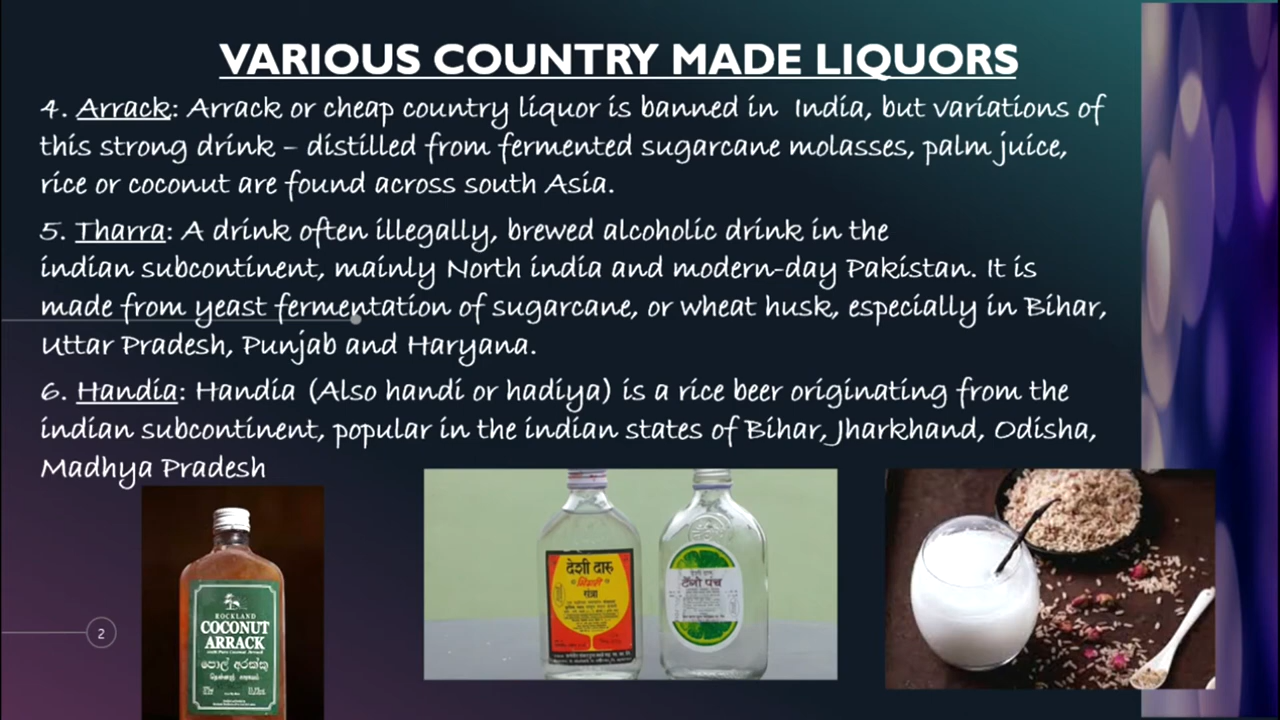 VARIOUS COUNTRY MADE LIQUORS
4. Arrack: Arrack or cheap country liquor is banned in India, but variations of
this strong drink – distilled from fermented sugarcane molasses, palm juice,
rice or coconut are found across south Asia.
5. Tharra: A drink often illegally, brewed alcoholic drink in the
indian subcontinent, mainly North india and modern-day Pakistan. It is
made from yeast fermentation of sugarcane, or wheat husk, especially in Bihar,
Uttar Pradesh, Punjab and Haryana.
6. Handia: Handia (Also handi or hadiya) is a rice beer originating from the
indian subcontinent, popular in the indian states of Bihar, Jharkhand, Odisha,
Madhya Pradesh
ROCKLAND
COCONUT
ARRACK
පොල් අරක්කු
देशी दारू
संत्रा
देशी दारू
टँगो पंच
2